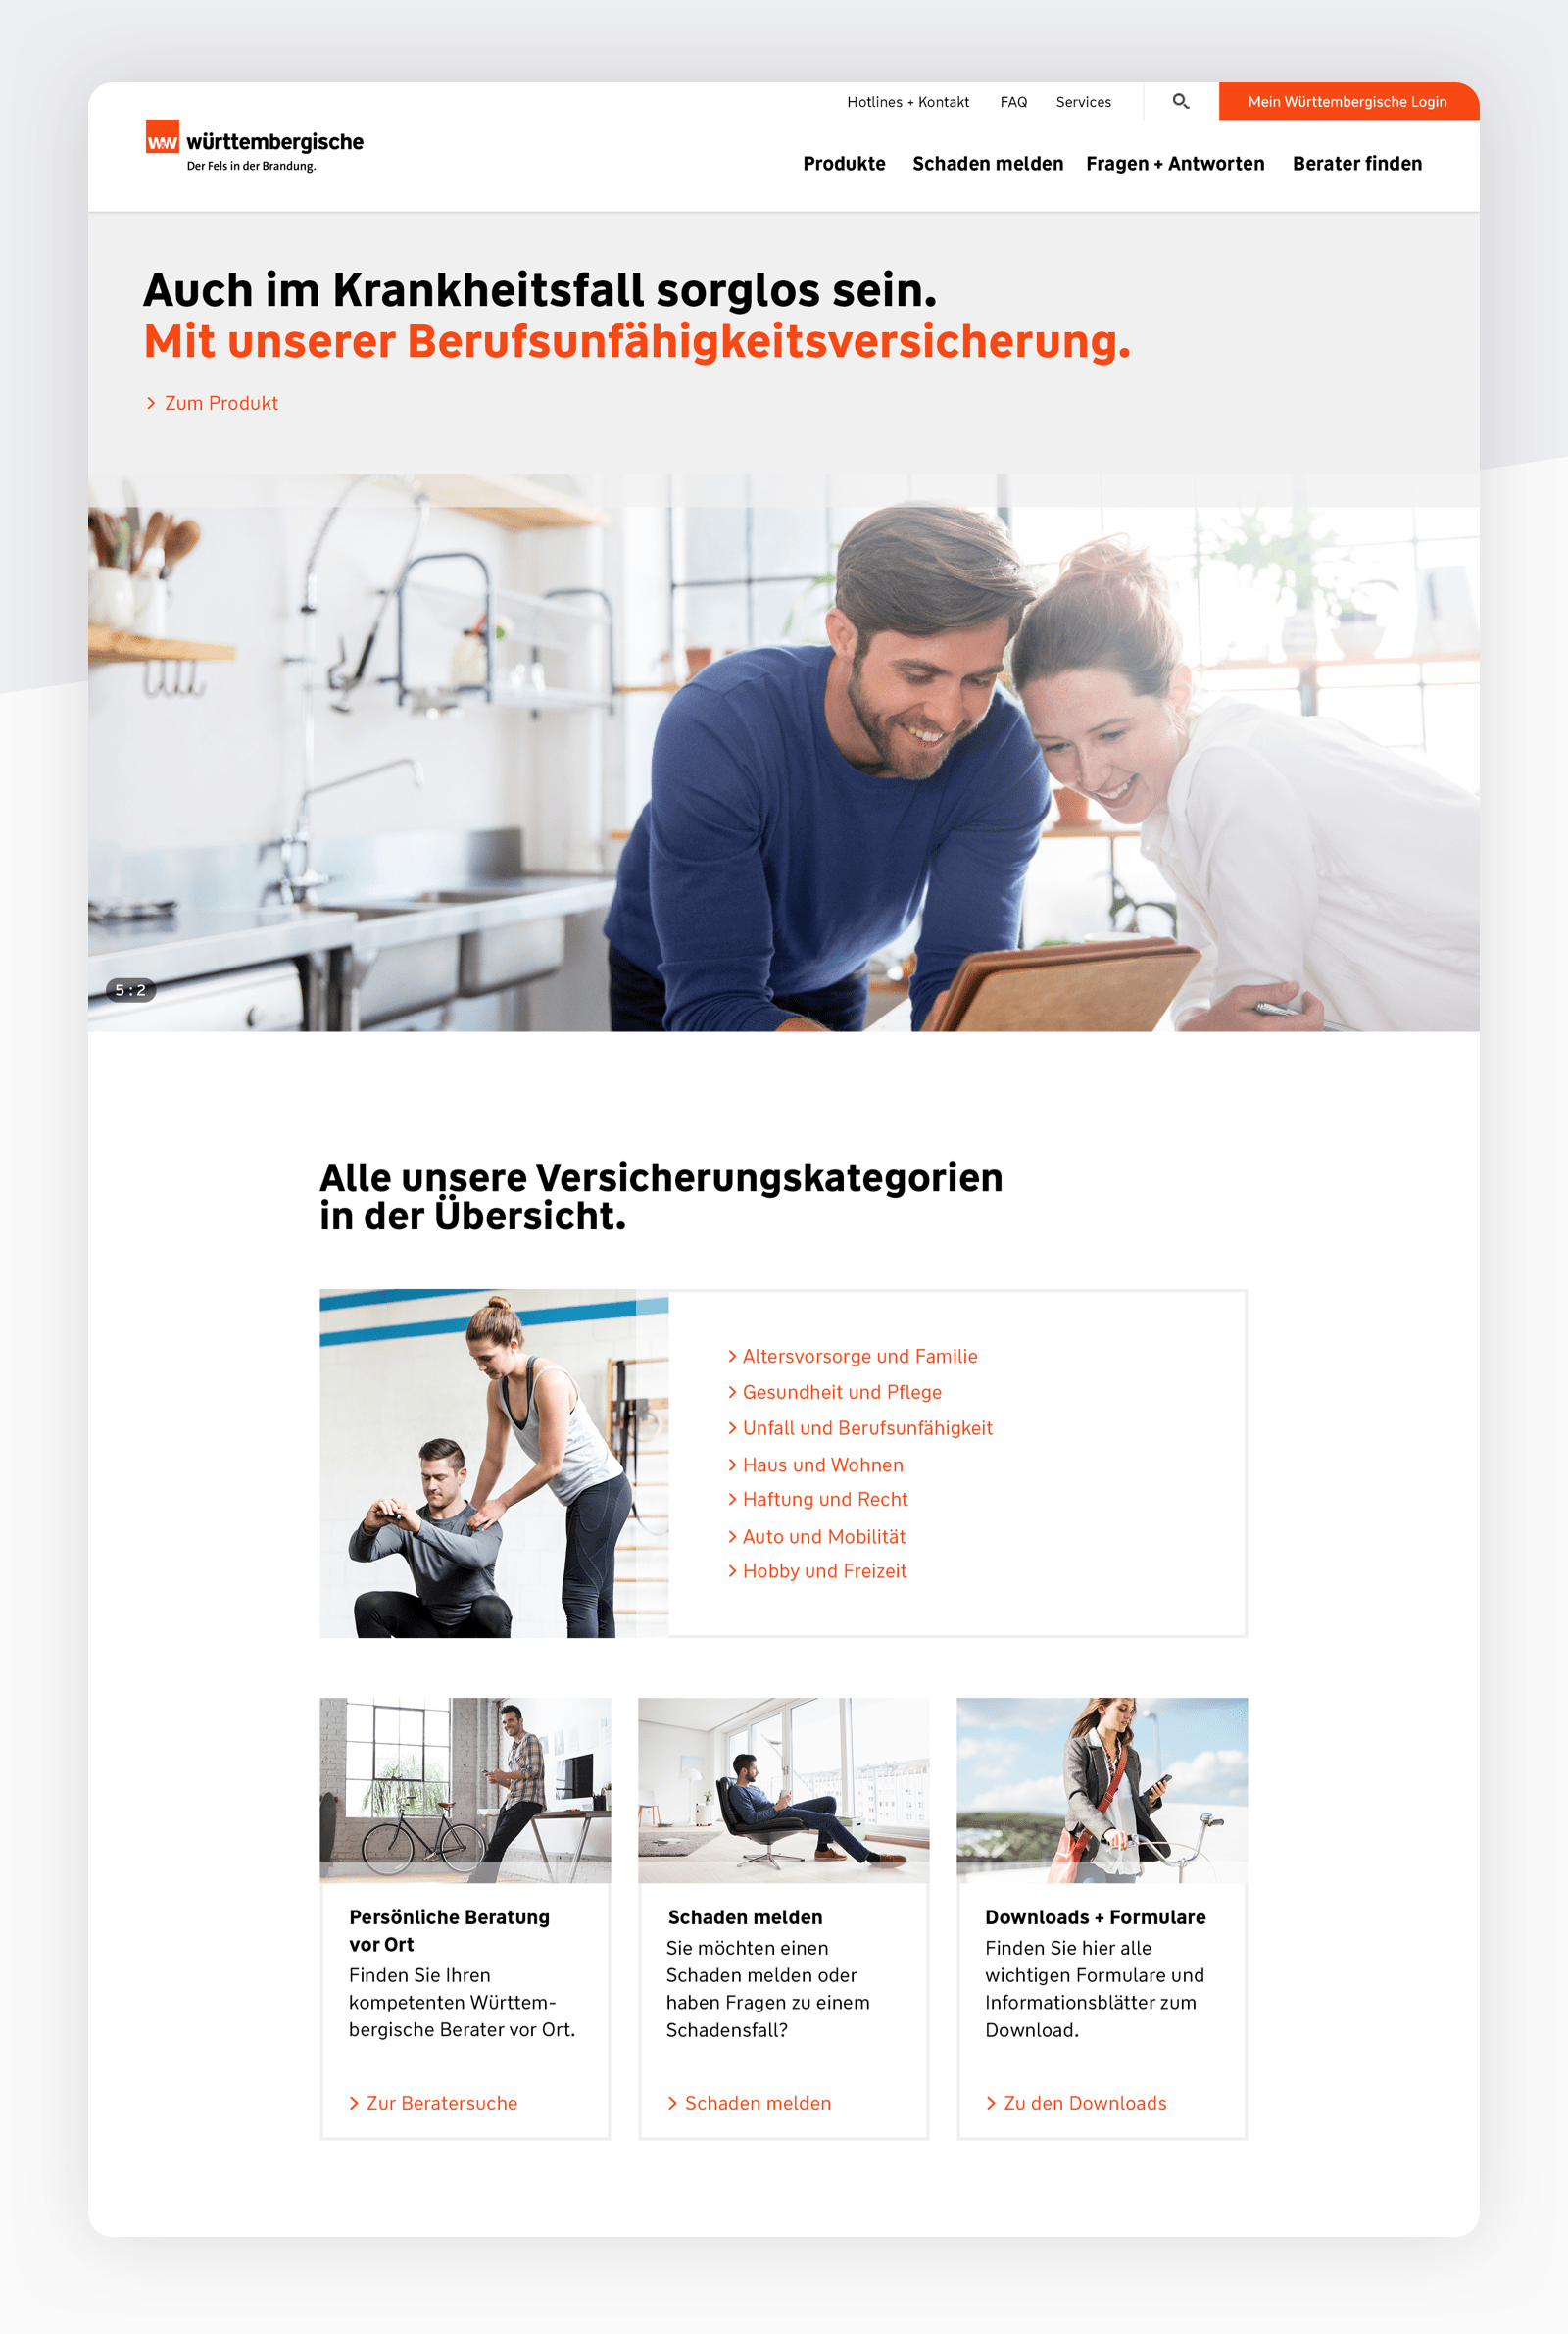 Hotlines + Kontakt FAQ Services Mein Württembergische Login
W&W württembergische
Der Fels in der Brandung.
Produkte Schaden melden Fragen + Antworten Berater finden
Auch im Krankheitsfall sorglos sein.
Mit unserer Berufsunfähigkeitsversicherung.
Zum Produkt
5 : 2
Alle unsere Versicherungskategorien
in der Übersicht.
Altersvorsorge und Familie
Gesundheit und Pflege
Unfall und Berufsunfähigkeit
Haus und Wohnen
Haftung und Recht
Auto und Mobilität
Hobby und Freizeit
Persönliche Beratung
vor Ort
Finden Sie Ihren
kompetenten Württem-
bergische Berater vor Ort.
Zur Beratersuche
Schaden melden
Sie möchten einen
Schaden melden oder
haben Fragen zu einem
Schadensfall?
Schaden melden
Downloads + Formulare
Finden Sie hier alle
wichtigen Formulare und
Informationsblätter zum
Download.
Zu den Downloads